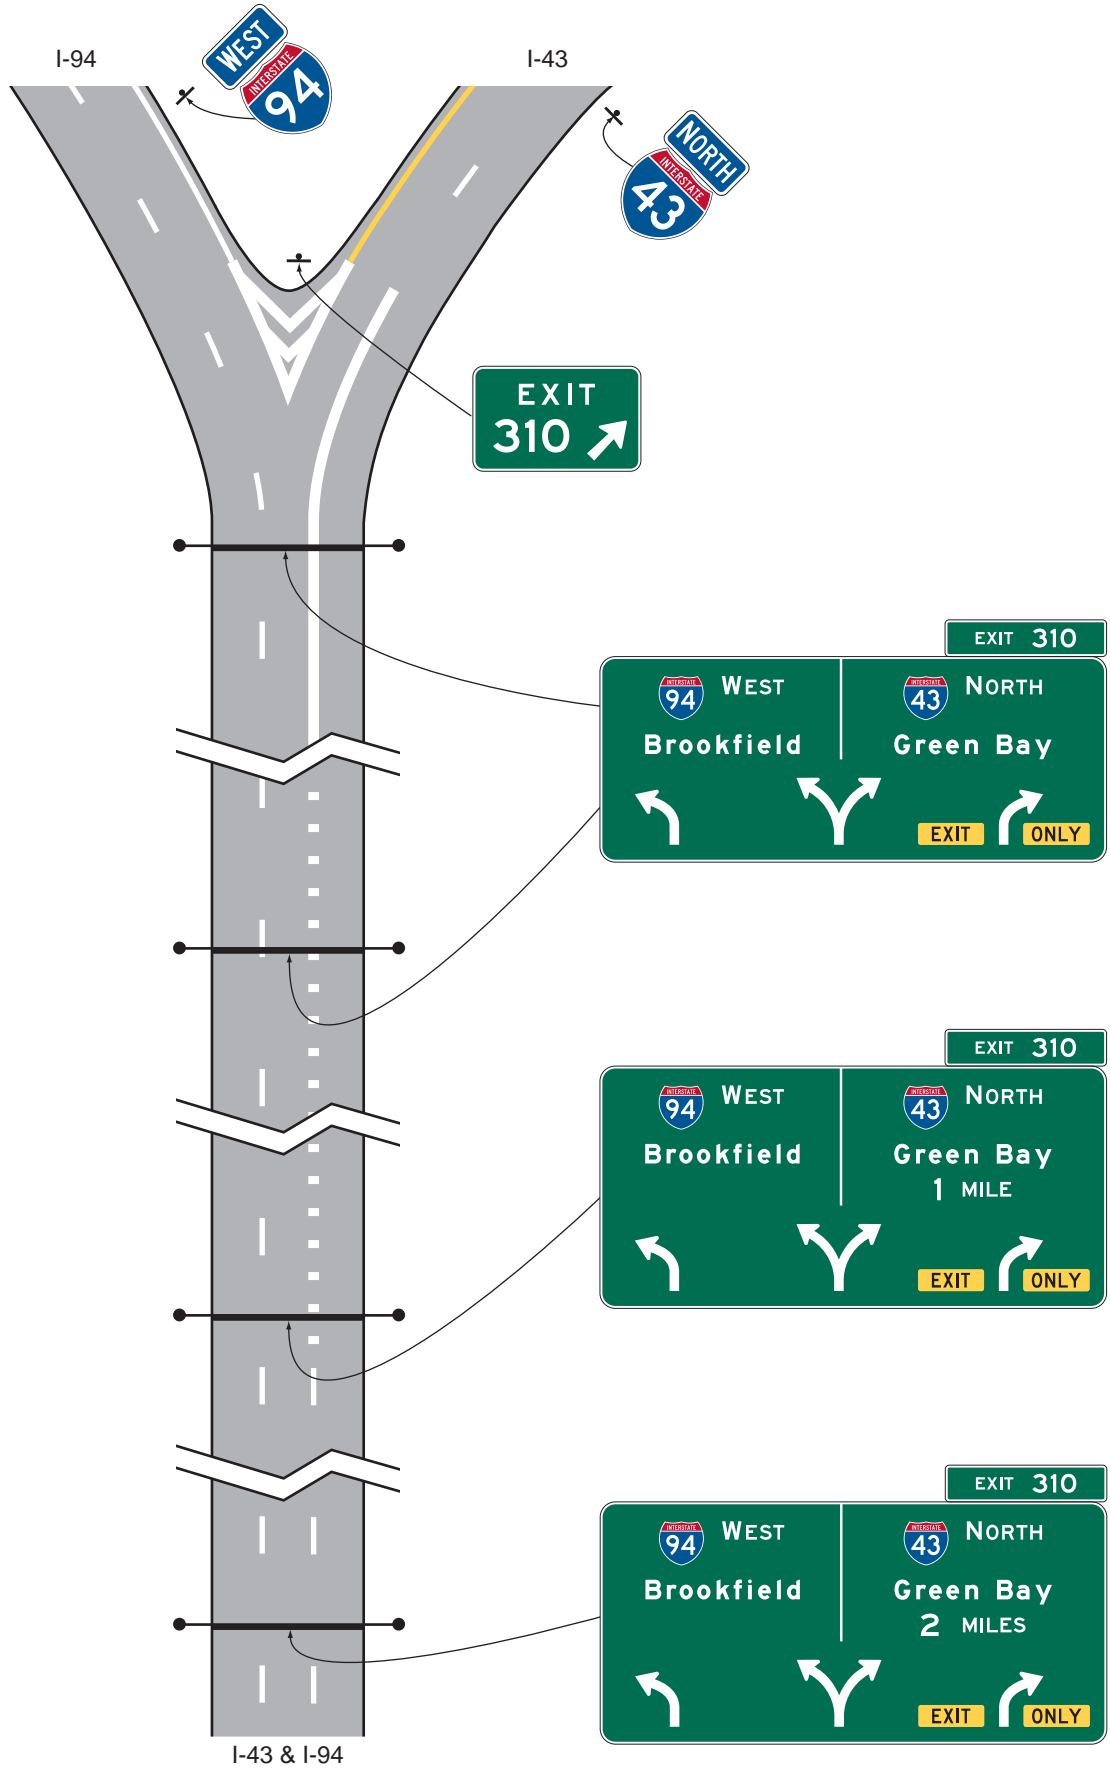 I-94
I-43
WEST
INTERSTATE
94
NORTH
INTERSTATE
43
EXIT
310
EXIT 310
INTERSTATE
94 WEST
Brookfield
INTERSTATE
43 NORTH
Green Bay
EXIT ONLY
EXIT 310
INTERSTATE
94 WEST
Brookfield
INTERSTATE
43 NORTH
Green Bay
1 MILE
EXIT ONLY
EXIT 310
INTERSTATE
94 WEST
Brookfield
INTERSTATE
43 NORTH
Green Bay
2 MILES
EXIT ONLY
I-43 & I-94